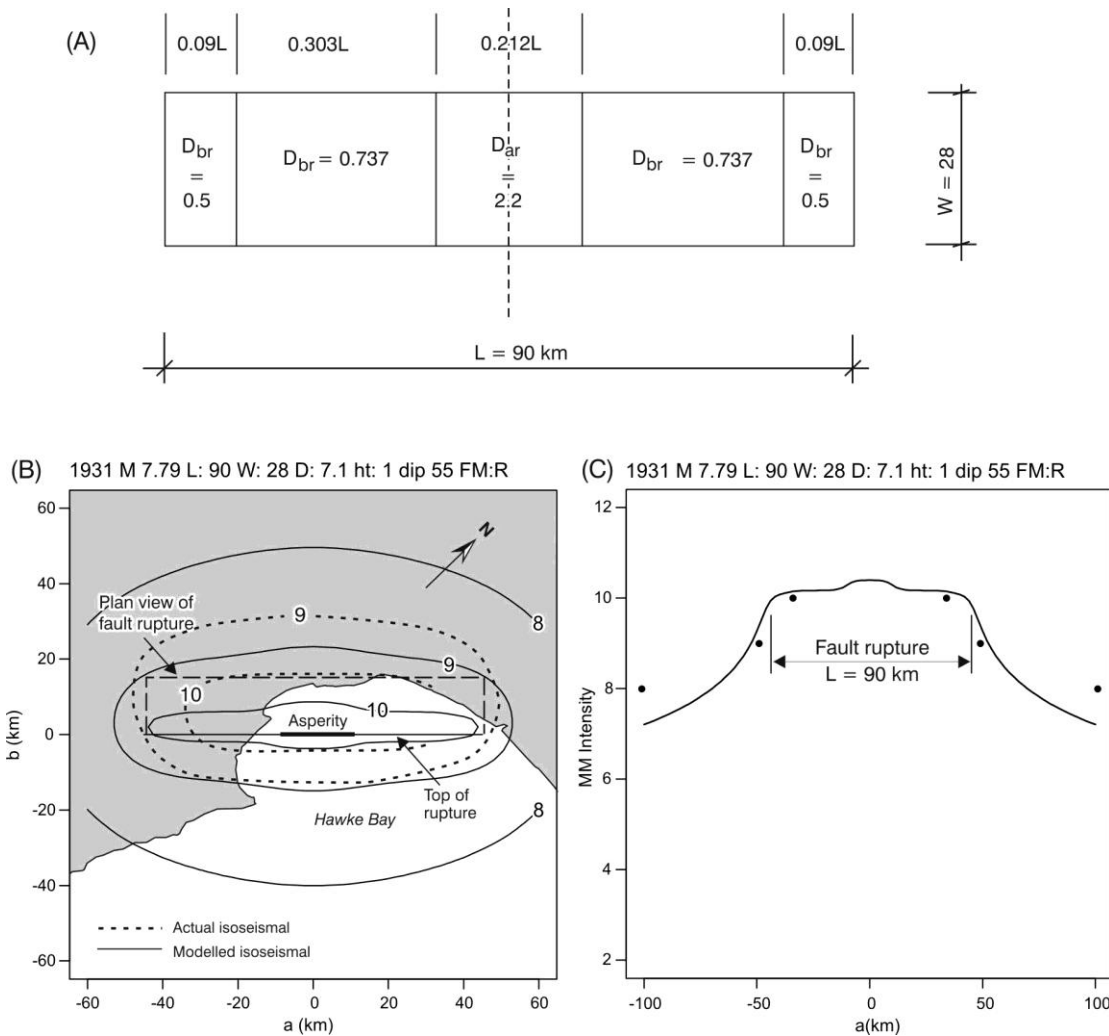 (A)
0.09L 0.303L 0.212L 0.09L
D_br = 0.5
D_br = 0.737
D_ar = 2.2
D_br = 0.737
D_br = 0.5
W = 28
L = 90 km
(B) 1931 M 7.79 L: 90 W: 28 D: 7.1 ht: 1 dip 55 FM:R
60
40
20
0
-20
-40
-60
b (km)
N
Plan view of
fault rupture
9
8
9
10
10
Asperity
Top of
rupture
Hawke Bay
8
Actual isoseismal
Modelled isoseismal
-60 -40 -20 0 20 40 60
a (km)
(C) 1931 M 7.79 L: 90 W: 28 D: 7.1 ht: 1 dip 55 FM:R
12
10
8
6
4
2
MM Intensity
Fault rupture
L = 90 km
-100 -50 0 50 100
a(km)